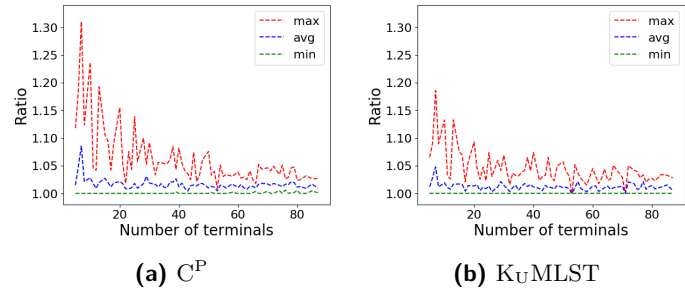 max
avg
min
1.30
1.25
1.20
1.15
1.10
1.05
1.00
Ratio
20
40
60
80
Number of terminals
(a) C^P
max
avg
min
1.30
1.25
1.20
1.15
1.10
1.05
1.00
Ratio
20
40
60
80
Number of terminals
(b) K_UMLST